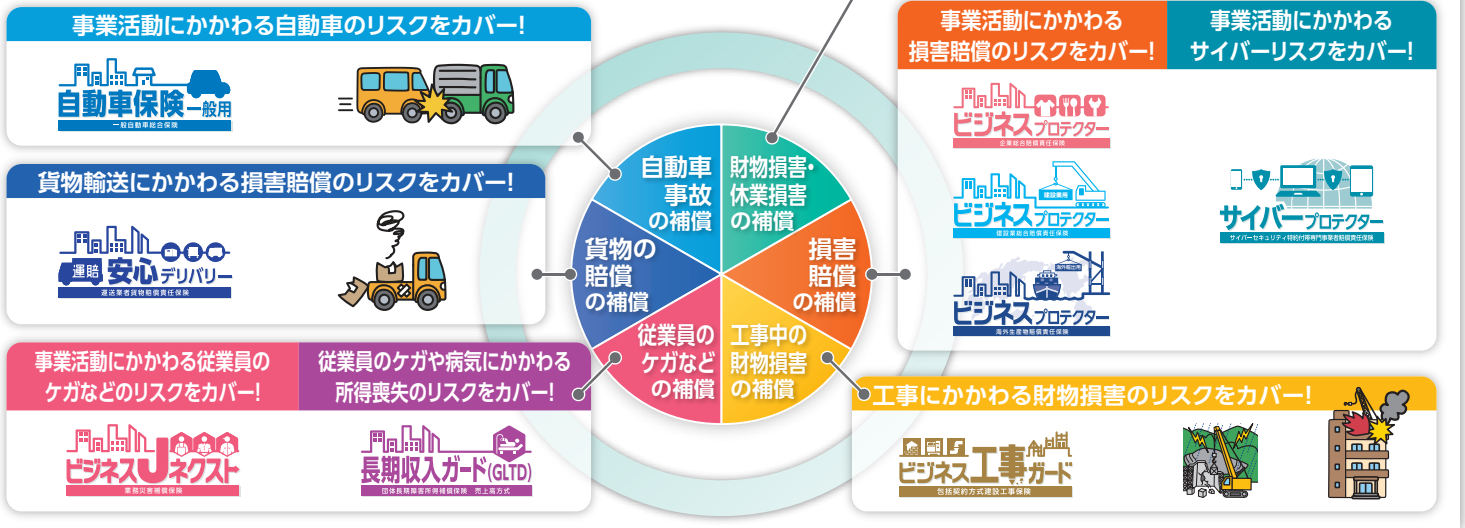 事業活動にかかわる自動車のリスクをカバー!
自動車保険 一般用
一般自動車総合保険
貨物輸送にかかわる損害賠償のリスクをカバー!
運賠 安心デリバリー
運送業者貨物賠償責任保険
事業活動にかかわる従業員の
ケガなどのリスクをカバー!
ビジネスJネクスト
業務災害補償保険
従業員のケガや病気にかかわる
所得喪失のリスクをカバー!
長期収入ガード(GLTD)
団体長期障害所得補償保険 売上高方式
自動車
事故
の補償
財物損害・
休業損害
の補償
貨物の
賠償
の補償
損害
賠償
の補償
従業員の
ケガなど
の補償
工事中の
財物損害
の補償
事業活動にかかわる
損害賠償のリスクをカバー!
ビジネスプロテクター
企業総合賠償責任保険
建設業用
ビジネスプロテクター
建設業総合賠償責任保険
海外輸出用
ビジネスプロテクター
海外生産物賠償責任保険
事業活動にかかわる
サイバーリスクをカバー!
サイバープロテクター
サイバーセキュリティ特約付帯専門事業者賠償責任保険
工事にかかわる財物損害のリスクをカバー!
ビジネス工事ガード
包括契約方式建設工事保険